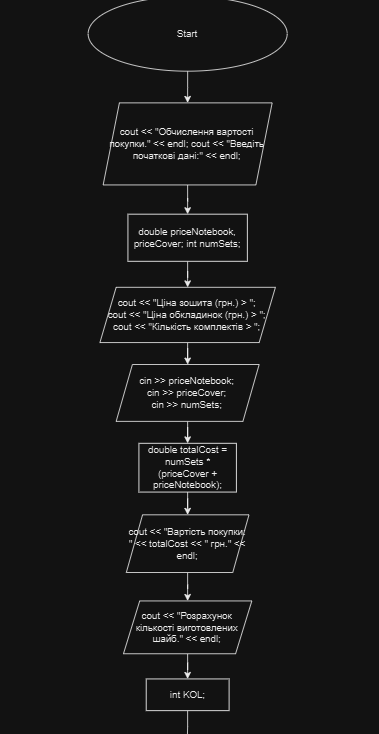 Start
cout << "Обчислення вартості
покупки." << endl; cout << "Введіть
початкові дані:" << endl;
double priceNotebook,
priceCover; int numSets;
cout << "Ціна зошита (грн.) > ";
cout << "Ціна обкладинок (грн.) > ";
cout << "Кількість комплектів > ";
cin >> priceNotebook;
cin >> priceCover;
cin >> numSets;
double totalCost =
numSets *
(priceCover +
priceNotebook);
cout << "Вартість покупки:
" << totalCost << " грн." <<
endl;
cout << "Розрахунок
кількості виготовлених
шайб." << endl;
int KOL;